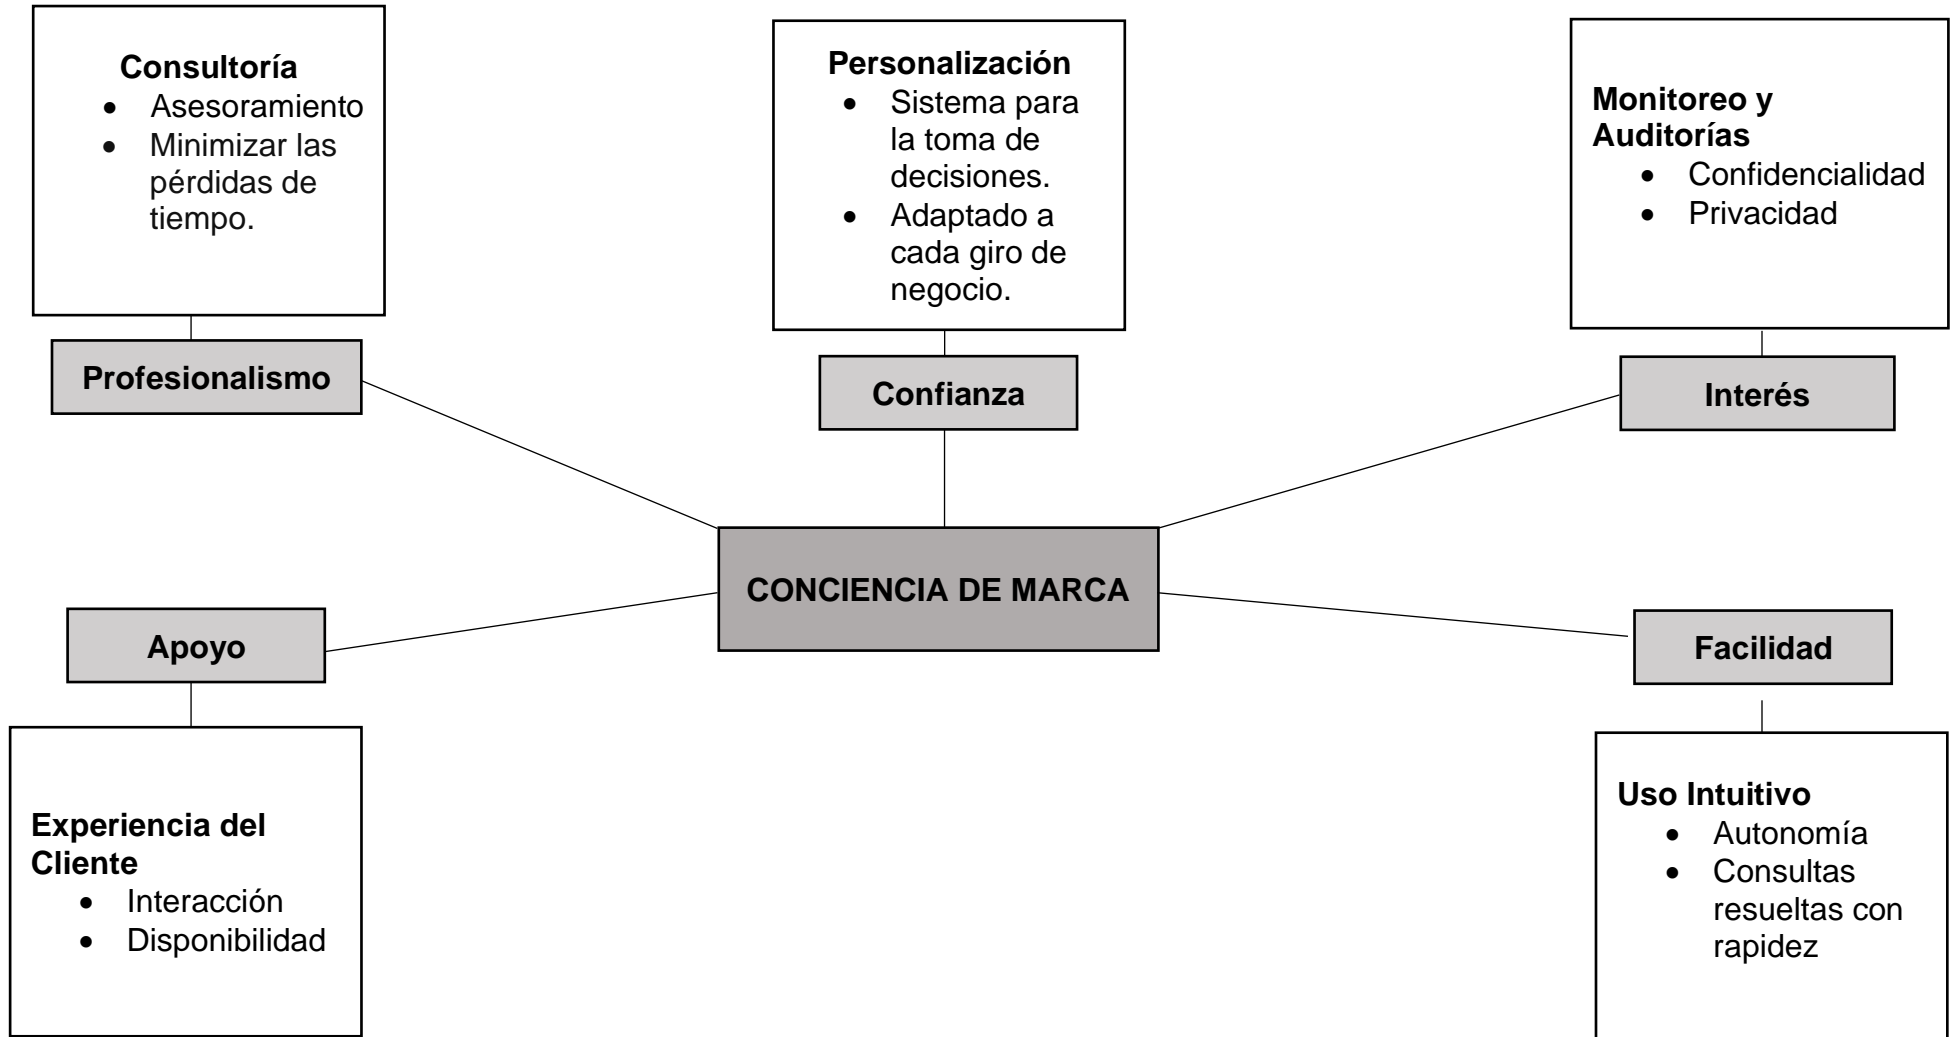 Consultoría
• Asesoramiento
• Minimizar las
pérdidas de
tiempo.
Profesionalismo
Personalización
• Sistema para
la toma de
decisiones.
• Adaptado a
cada giro de
negocio.
Confianza
Monitoreo y
Auditorías
• Confidencialidad
• Privacidad
Interés
CONCIENCIA DE MARCA
Apoyo
Experiencia del
Cliente
• Interacción
• Disponibilidad
Facilidad
Uso Intuitivo
• Autonomía
• Consultas
resueltas con
rapidez